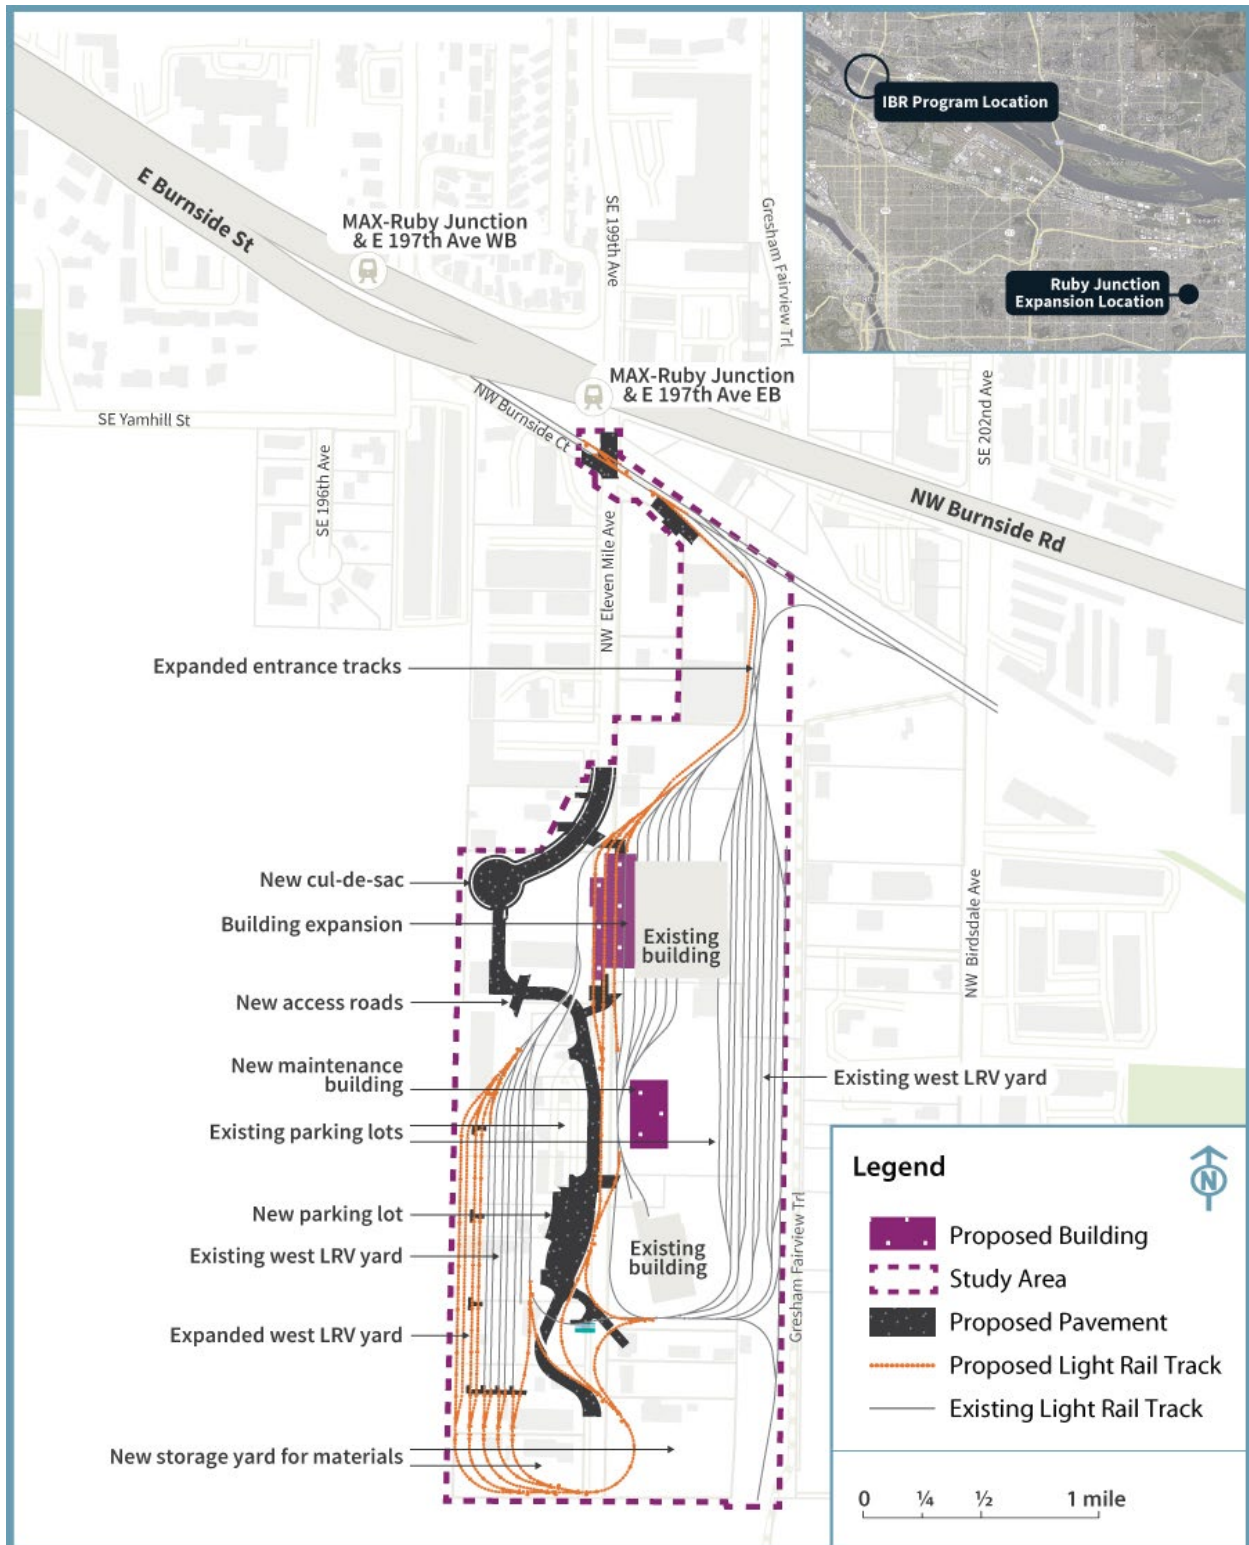 IBR Program Location
Ruby Junction
Expansion Location
E Burnside St
MAX-Ruby Junction
& E 197th Ave WB
SE 199th Ave
Gresham Fairview Trl
MAX-Ruby Junction
& E 197th Ave EB
SE Yamhill St
NW Burnside Ct
SE 202nd Ave
SE 196th Ave
NW Burnside Rd
NW Eleven Mile Ave
Expanded entrance tracks
New cul-de-sac
Building expansion
Existing
building
NW Birdsdale Ave
New access roads
New maintenance
building
Existing west LRV yard
Existing parking lots
New parking lot
Existing west LRV yard
Existing
building
Gresham Fairview Trl
Expanded west LRV yard
New storage yard for materials
Legend
N
Proposed Building
Study Area
Proposed Pavement
Proposed Light Rail Track
Existing Light Rail Track
0 ¼ ½ 1 mile